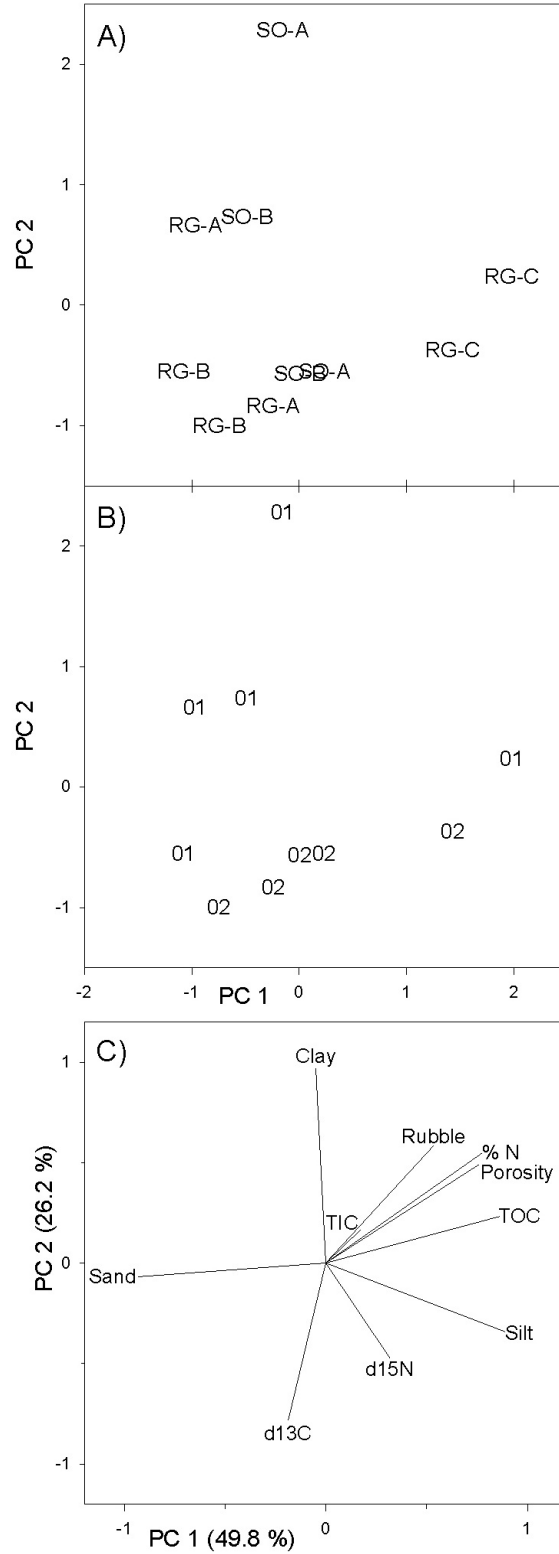 A)
SO-A
2
1
SO-B
RG-A
PC 2
RG-C
0
RG-C
RG-B
SO-B
SO-A
RG-A
-1
RG-B
B)
01
2
1
01
01
PC 2
01
0
02
01
02
02
02
-1
02
-2
-1
0
1
2
PC 1
C)
Clay
1
Rubble
% N
Porosity
TIC
TOC
PC 2 (26.2 %)
0
Sand
Silt
d15N
d13C
-1
-1
0
1
PC 1 (49.8 %)